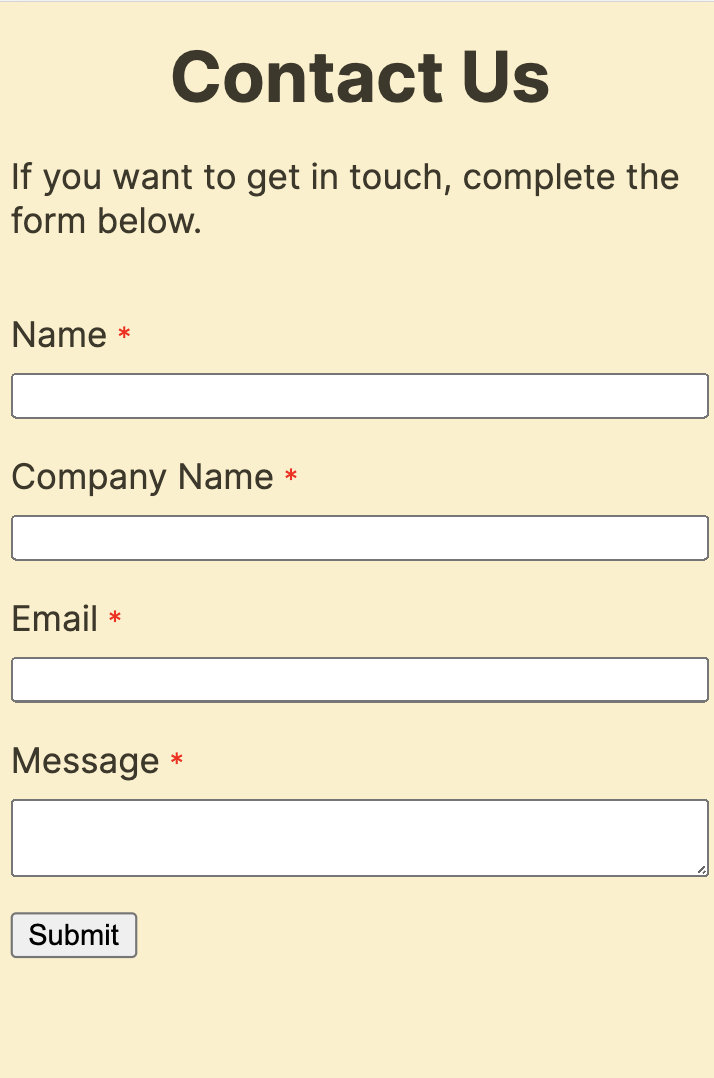 Contact Us
If you want to get in touch, complete the
form below.
Name *
Company Name *
Email *
Message *
Submit